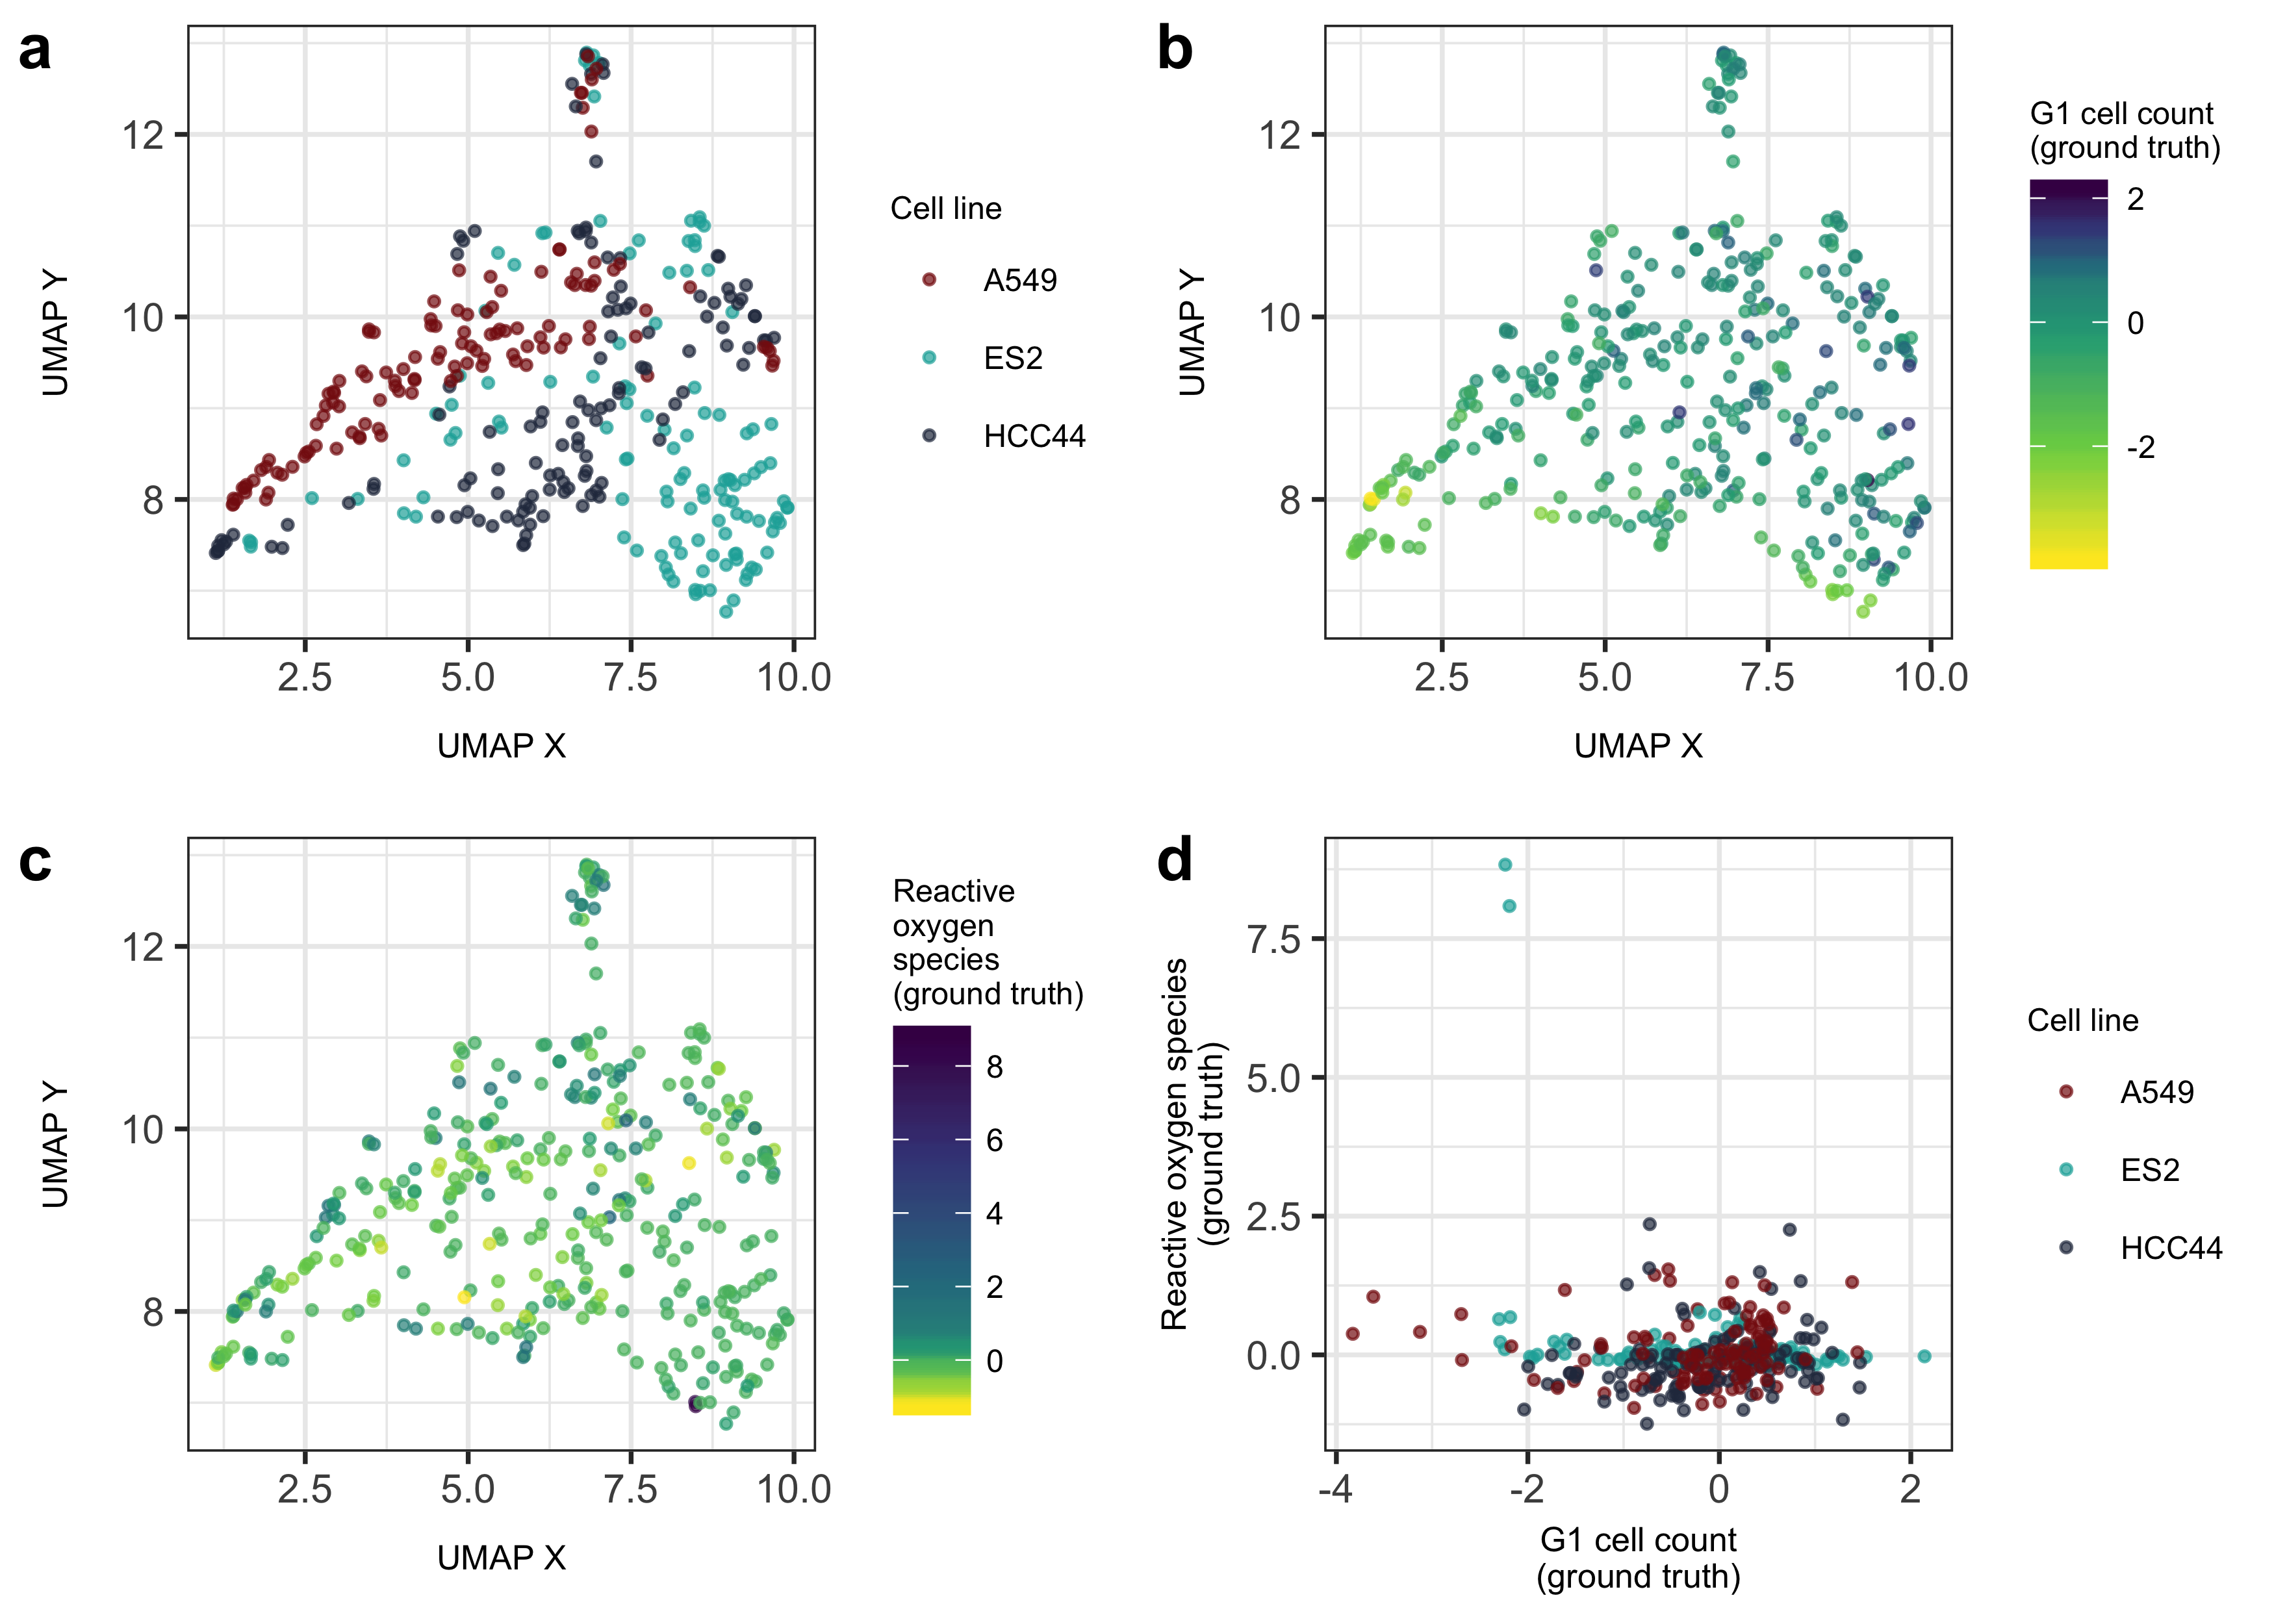 a
UMAP Y
12
10
8
2.5 5.0 7.5 10.0
UMAP X
Cell line
A549
ES2
HCC44
b
UMAP Y
12
10
8
2.5 5.0 7.5 10.0
UMAP X
G1 cell count
(ground truth)
2
0
-2
c
UMAP Y
12
10
8
2.5 5.0 7.5 10.0
UMAP X
Reactive
oxygen
species
(ground truth)
8
6
4
2
0
d
Reactive oxygen species
(ground truth)
7.5
5.0
2.5
0.0
-4 -2 0 2
G1 cell count
(ground truth)
Cell line
A549
ES2
HCC44